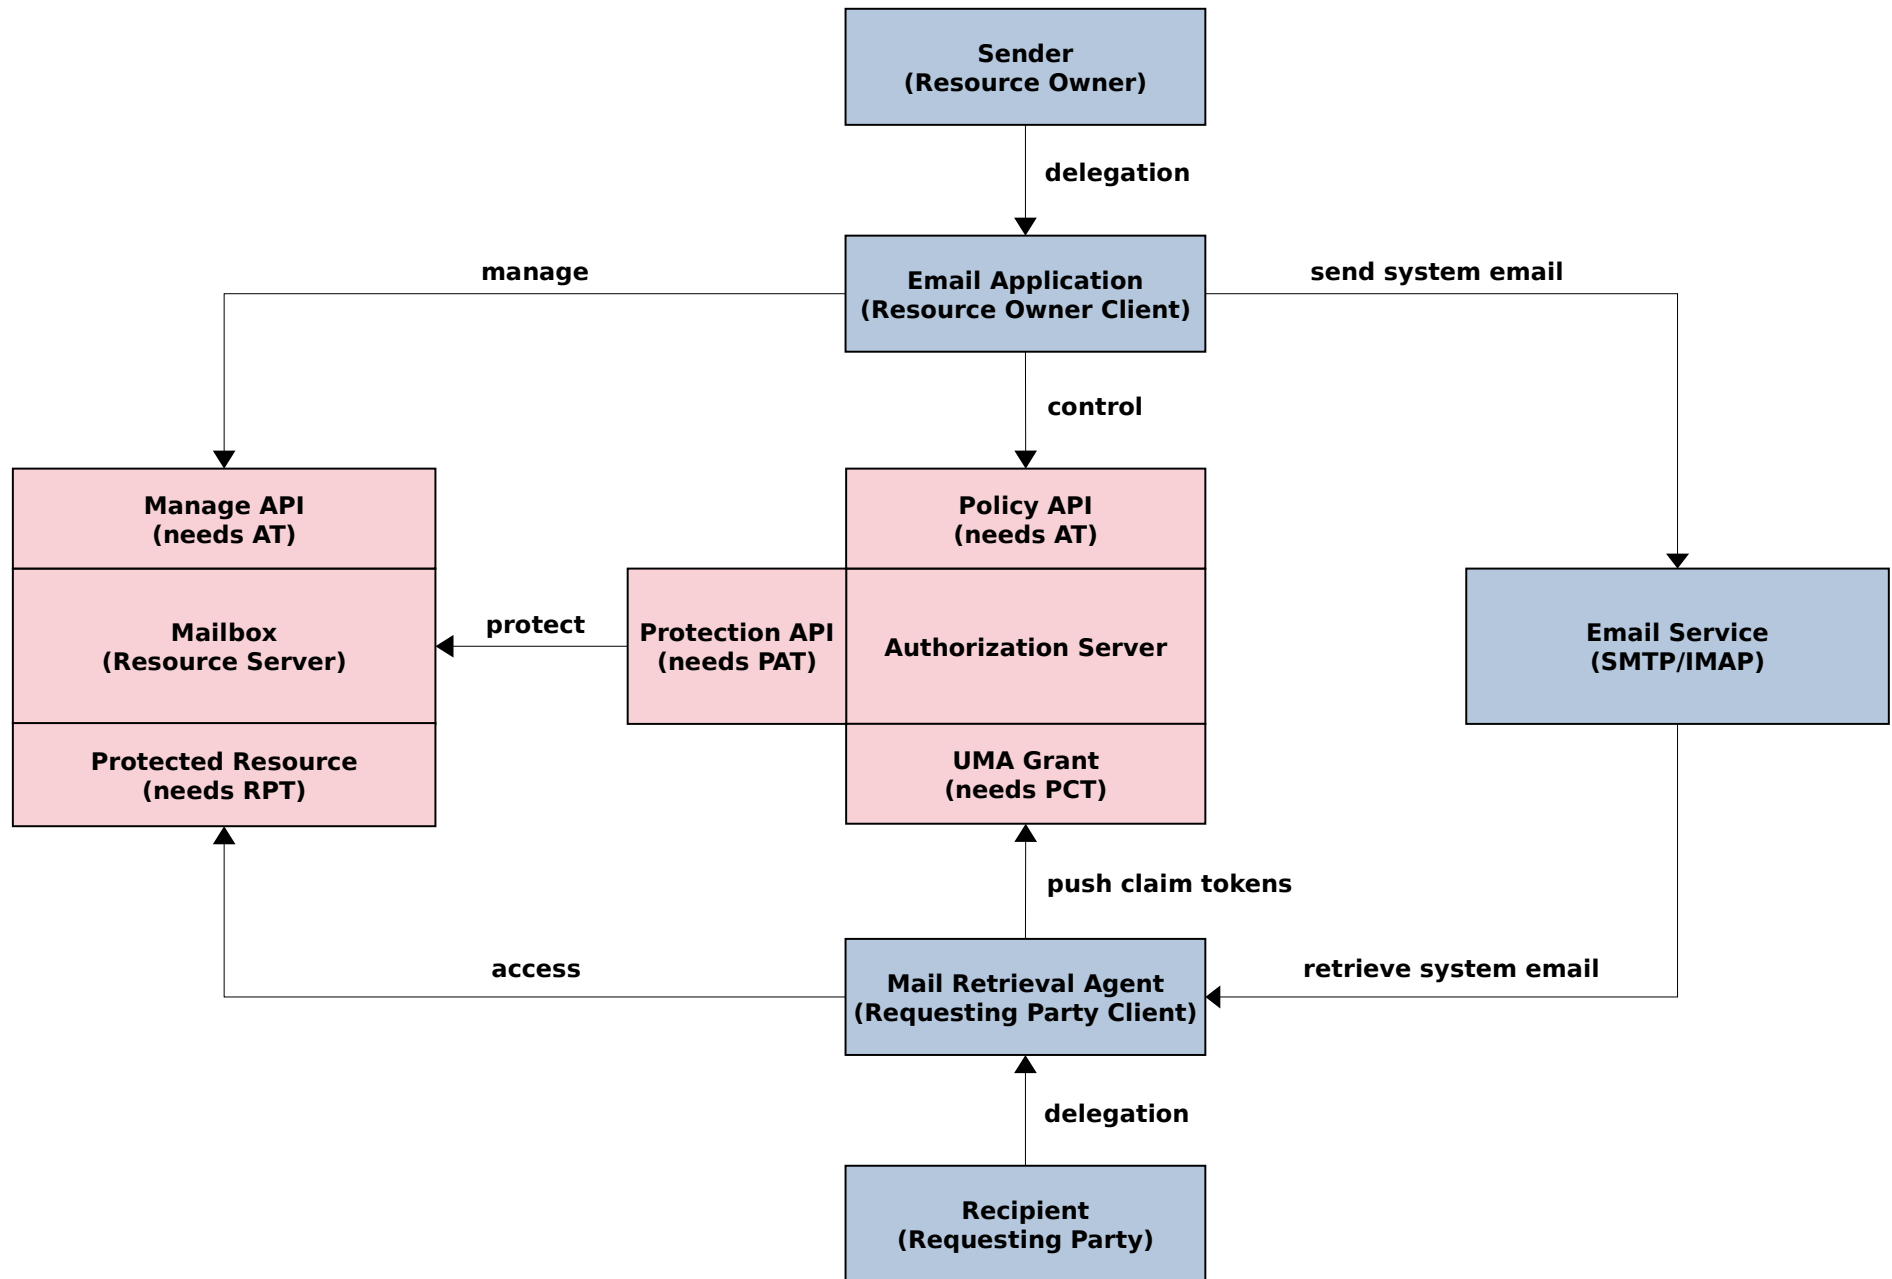 Sender
(Resource Owner)
delegation
manage
Email Application
(Resource Owner Client)
send system email
control
Manage API
(needs AT)
Policy API
(needs AT)
Mailbox
(Resource Server)
protect
Protection API
(needs PAT)
Authorization Server
Email Service
(SMTP/IMAP)
Protected Resource
(needs RPT)
UMA Grant
(needs PCT)
push claim tokens
access
Mail Retrieval Agent
(Requesting Party Client)
retrieve system email
delegation
Recipient
(Requesting Party)